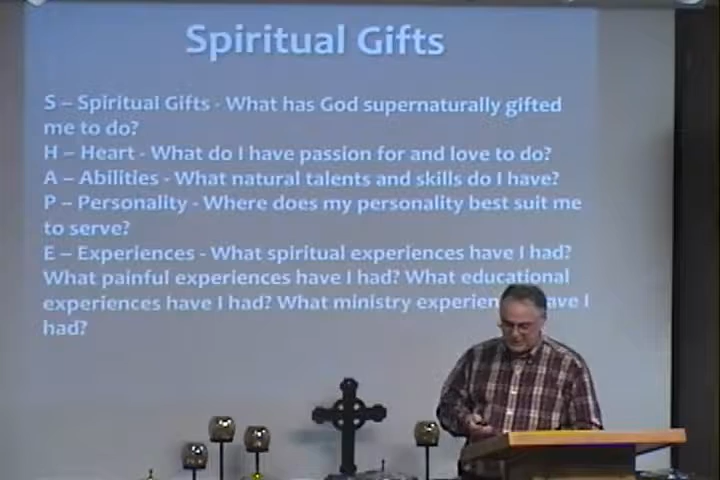 Spiritual Gifts
S – Spiritual Gifts - What has God supernaturally gifted
me to do?
H – Heart - What do I have passion for and love to do?
A – Abilities - What natural talents and skills do I have?
P – Personality - Where does my personality best suit me
to serve?
E – Experiences - What spiritual experiences have I had?
What painful experiences have I had? What educational
experiences have I had? What ministry I
had?